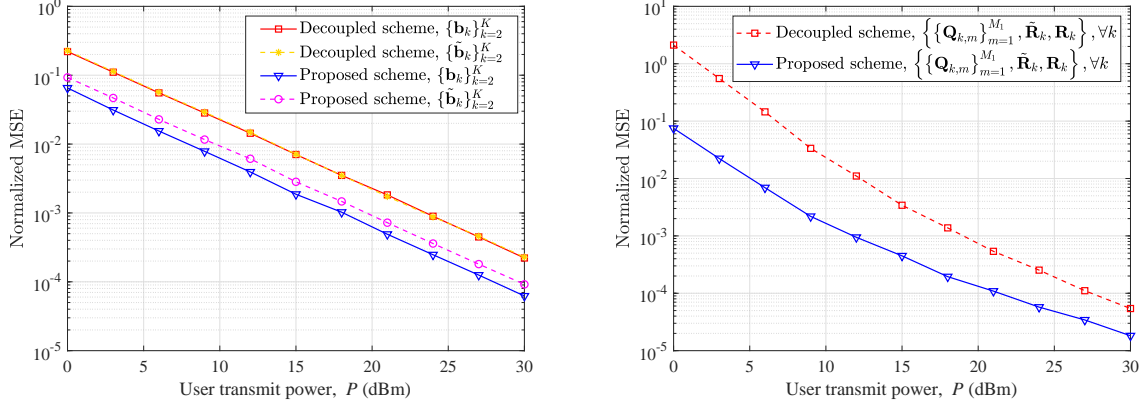 Normalized MSE
10^0
10^{-1}
10^{-2}
10^{-3}
10^{-4}
10^{-5}
0 5 10 15 20 25 30
User transmit power, P (dBm)
Decoupled scheme, {b_k}_{k=2}^K
Decoupled scheme, {b̃_k}_{k=2}^K
Proposed scheme, {b_k}_{k=2}^K
Proposed scheme, {b̃_k}_{k=2}^K
Normalized MSE
10^1
10^0
10^{-1}
10^{-2}
10^{-3}
10^{-4}
10^{-5}
0 5 10 15 20 25 30
User transmit power, P (dBm)
Decoupled scheme, {{Q_{k,m}}_{m=1}^{M_1}, R̃_k, R_k}, ∀k
Proposed scheme, {{Q_{k,m}}_{m=1}^{M_1}, R̃_k, R_k}, ∀k